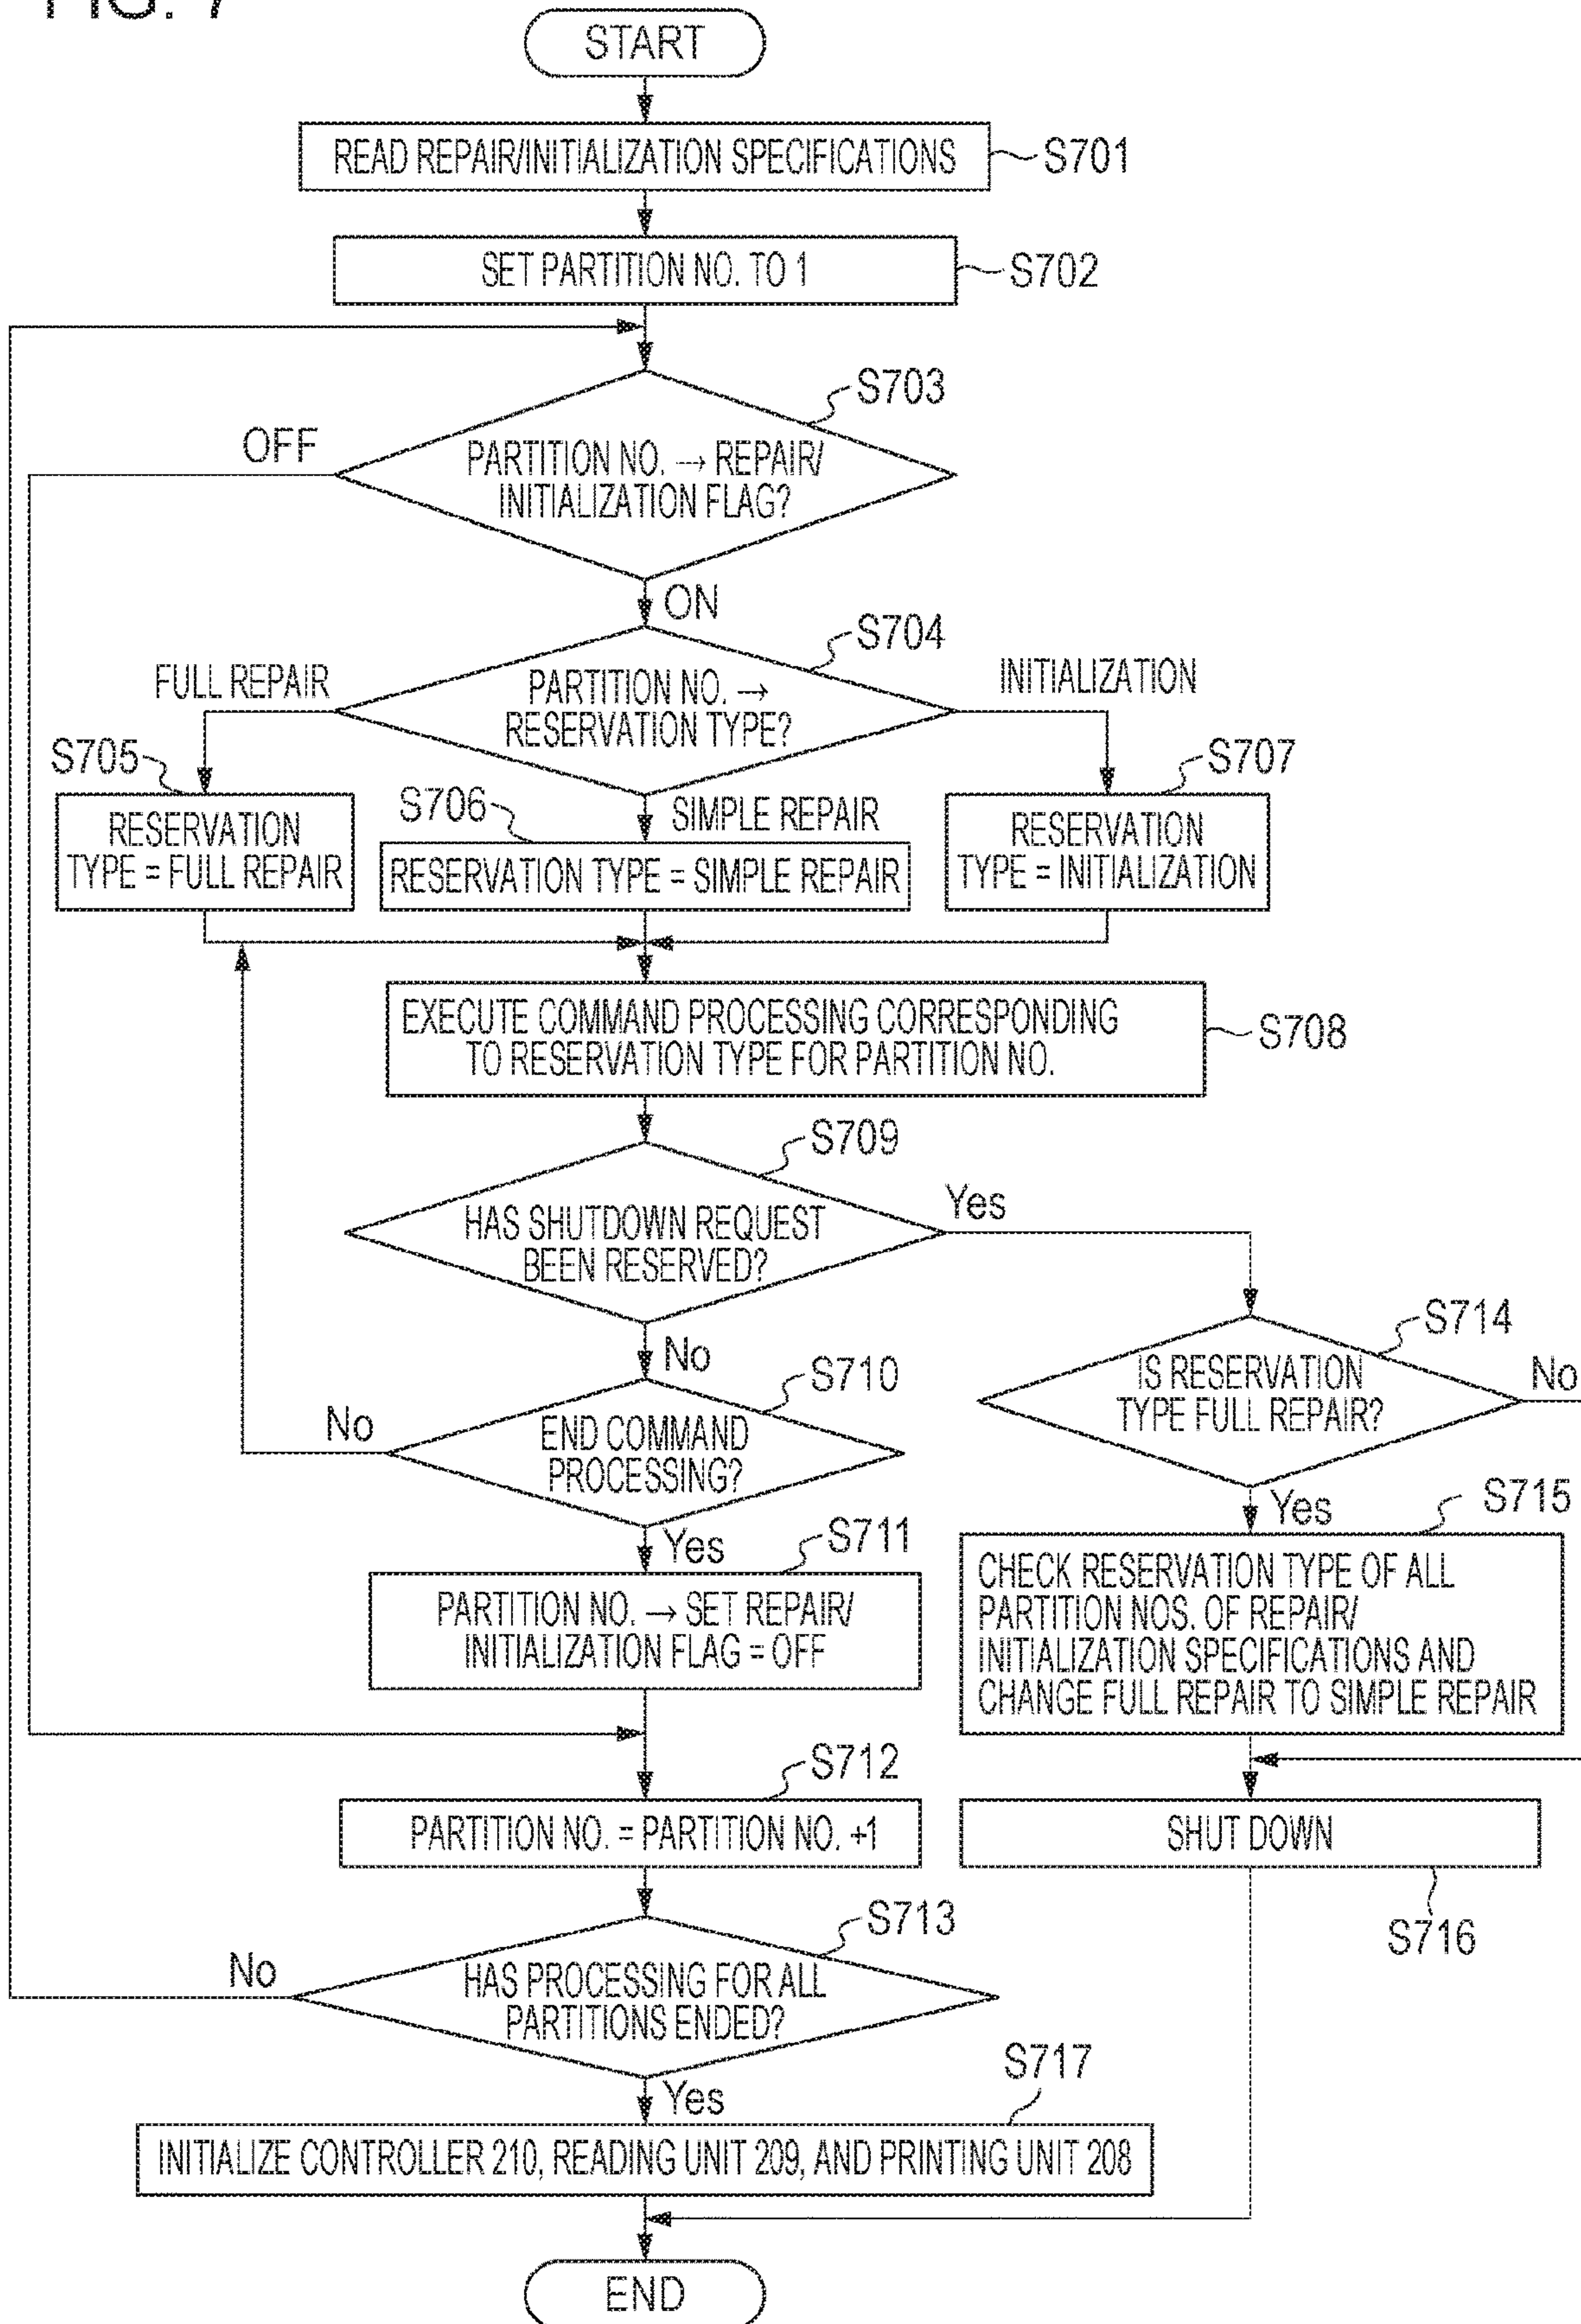 FIG. 7
START
READ REPAIR/INITIALIZATION SPECIFICATIONS
S701
SET PARTITION NO. TO 1
S702
S703
OFF
PARTITION NO. → REPAIR/
INITIALIZATION FLAG?
ON
S704
FULL REPAIR
INITIALIZATION
PARTITION NO. →
RESERVATION TYPE?
S705
S706
SIMPLE REPAIR
S707
RESERVATION
TYPE = FULL REPAIR
RESERVATION TYPE = SIMPLE REPAIR
RESERVATION
TYPE = INITIALIZATION
EXECUTE COMMAND PROCESSING CORRESPONDING
TO RESERVATION TYPE FOR PARTITION NO.
S708
S709
Yes
HAS SHUTDOWN REQUEST
BEEN RESERVED?
No
S714
IS RESERVATION
TYPE FULL REPAIR?
No
S710
No
END COMMAND
PROCESSING?
Yes
Yes
S715
S711
PARTITION NO. → SET REPAIR/
INITIALIZATION FLAG = OFF
CHECK RESERVATION TYPE OF ALL
PARTITION NOS. OF REPAIR/
INITIALIZATION SPECIFICATIONS AND
CHANGE FULL REPAIR TO SIMPLE REPAIR
S712
PARTITION NO. = PARTITION NO. +1
SHUT DOWN
S716
S713
No
HAS PROCESSING FOR ALL
PARTITIONS ENDED?
Yes
S717
INITIALIZE CONTROLLER 210, READING UNIT 209, AND PRINTING UNIT 208
END